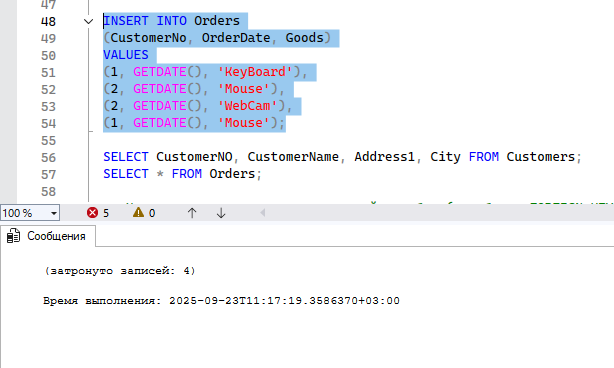 47
48 INSERT INTO Orders
49 (CustomerNo, OrderDate, Goods)
50 VALUES
51 (1, GETDATE(), 'KeyBoard'),
52 (2, GETDATE(), 'Mouse'),
53 (2, GETDATE(), 'WebCam'),
54 (1, GETDATE(), 'Mouse');
55
56 SELECT CustomerNO, CustomerName, Address1, City FROM Customers;
57 SELECT * FROM Orders;
58
100 % 5 0
Сообщения
(затронуто записей: 4)
Время выполнения: 2025-09-23T11:17:19.3586370+03:00